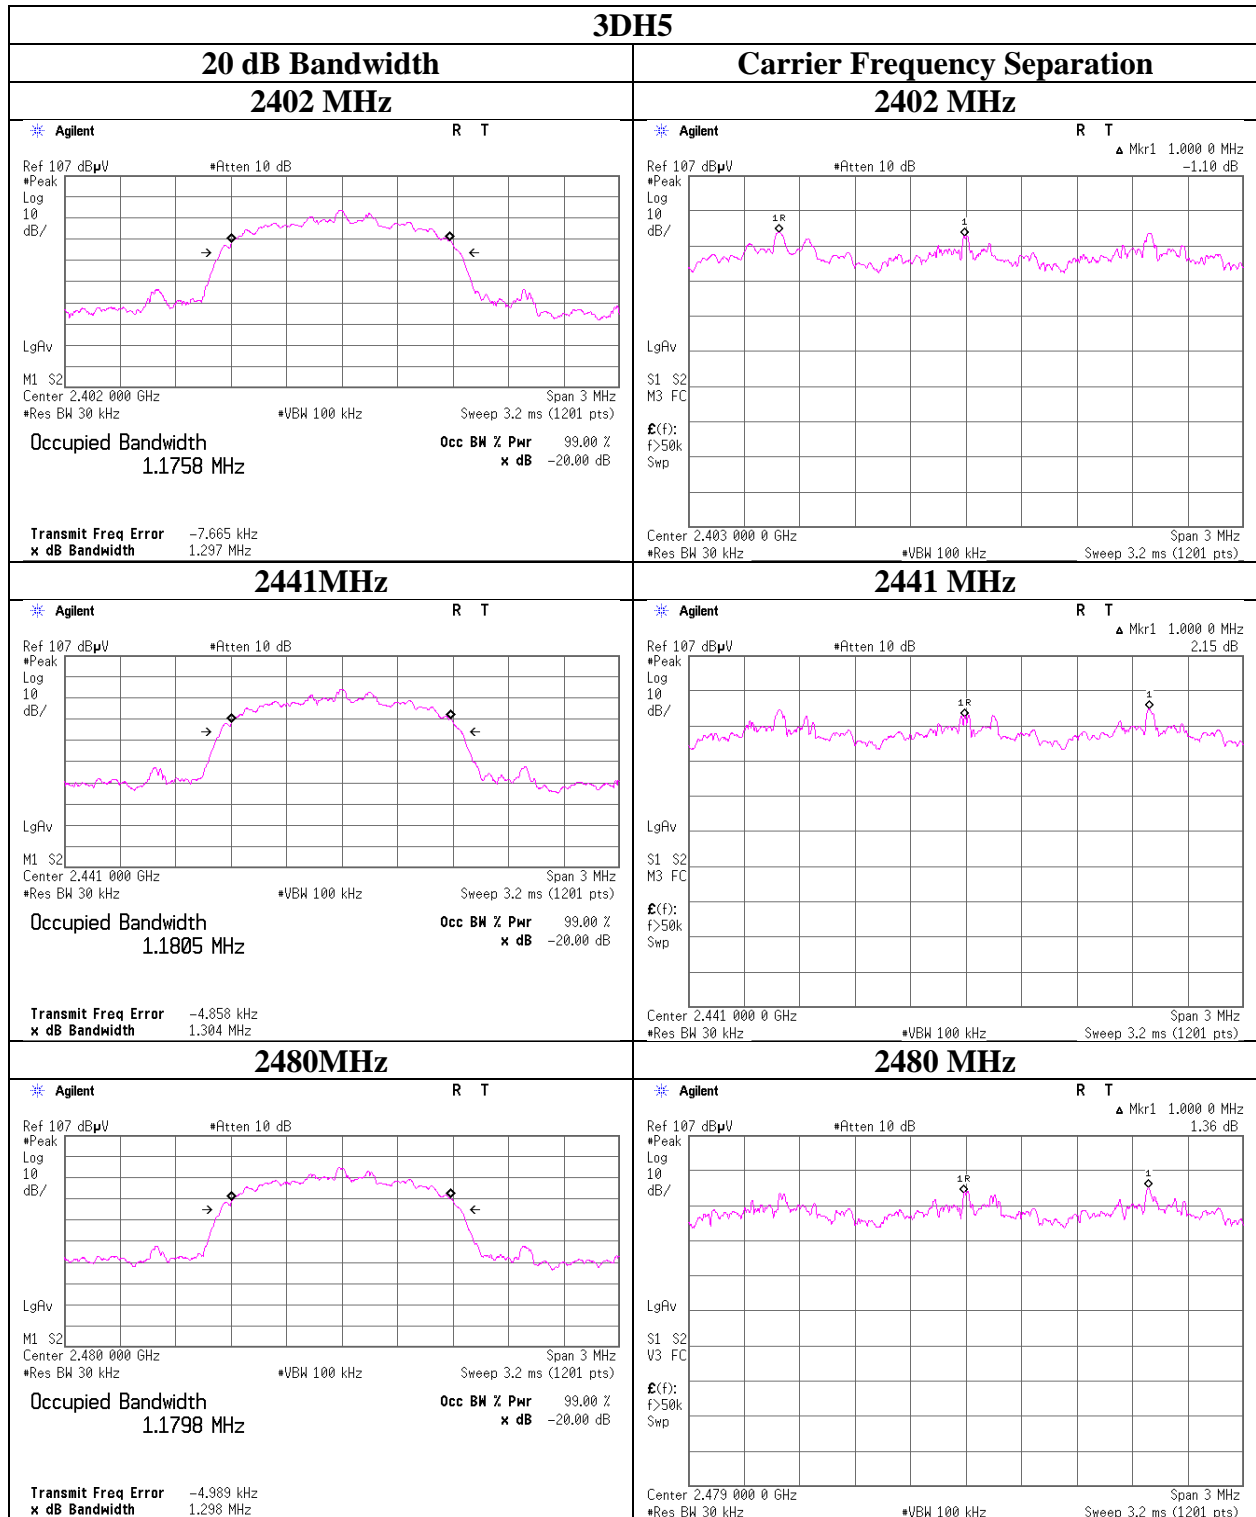 3DH5
20 dB Bandwidth
Carrier Frequency Separation
2402 MHz
2402 MHz
Agilent
R T
Ref 107 dBµV
#Atten 10 dB
#Peak
Log
10
dB/
LgAv
M1 S2
Center 2.402 000 GHz
Span 3 MHz
#Res BW 30 kHz
#VBW 100 kHz
Sweep 3.2 ms (1201 pts)
Occupied Bandwidth
1.1758 MHz
Occ BW % Pwr 99.00 %
x dB -20.00 dB
Transmit Freq Error -7.665 kHz
x dB Bandwidth 1.297 MHz
Agilent
R T
Δ Mkr1 1.000 0 MHz
Ref 107 dBµV
#Atten 10 dB
-1.10 dB
#Peak
Log
10
dB/
1R
1
LgAv
S1 S2
M3 FC
£(f):
f>50k
Swp
Center 2.403 000 0 GHz
Span 3 MHz
#Res BW 30 kHz
#VBW 100 kHz
Sweep 3.2 ms (1201 pts)
2441MHz
2441 MHz
Agilent
R T
Ref 107 dBµV
#Atten 10 dB
#Peak
Log
10
dB/
LgAv
M1 S2
Center 2.441 000 GHz
Span 3 MHz
#Res BW 30 kHz
#VBW 100 kHz
Sweep 3.2 ms (1201 pts)
Occupied Bandwidth
1.1805 MHz
Occ BW % Pwr 99.00 %
x dB -20.00 dB
Transmit Freq Error -4.858 kHz
x dB Bandwidth 1.304 MHz
Agilent
R T
Δ Mkr1 1.000 0 MHz
Ref 107 dBµV
#Atten 10 dB
2.15 dB
#Peak
Log
10
dB/
1R
1
LgAv
S1 S2
M3 FC
£(f):
f>50k
Swp
Center 2.441 000 0 GHz
Span 3 MHz
#Res BW 30 kHz
#VBW 100 kHz
Sweep 3.2 ms (1201 pts)
2480MHz
2480 MHz
Agilent
R T
Ref 107 dBµV
#Atten 10 dB
#Peak
Log
10
dB/
LgAv
M1 S2
Center 2.480 000 GHz
Span 3 MHz
#Res BW 30 kHz
#VBW 100 kHz
Sweep 3.2 ms (1201 pts)
Occupied Bandwidth
1.1798 MHz
Occ BW % Pwr 99.00 %
x dB -20.00 dB
Transmit Freq Error -4.989 kHz
x dB Bandwidth 1.298 MHz
Agilent
R T
Δ Mkr1 1.000 0 MHz
Ref 107 dBµV
#Atten 10 dB
1.36 dB
#Peak
Log
10
dB/
1R
1
LgAv
S1 S2
V3 FC
£(f):
f>50k
Swp
Center 2.479 000 0 GHz
Span 3 MHz
#Res BW 30 kHz
#VBW 100 kHz
Sweep 3.2 ms (1201 pts)